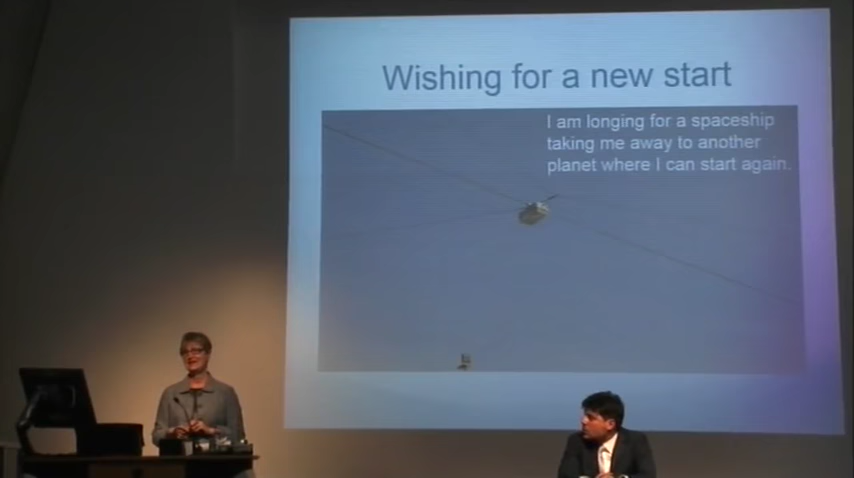 Wishing for a new start
I am longing for a spaceship
taking me away to another
planet where I can start again.